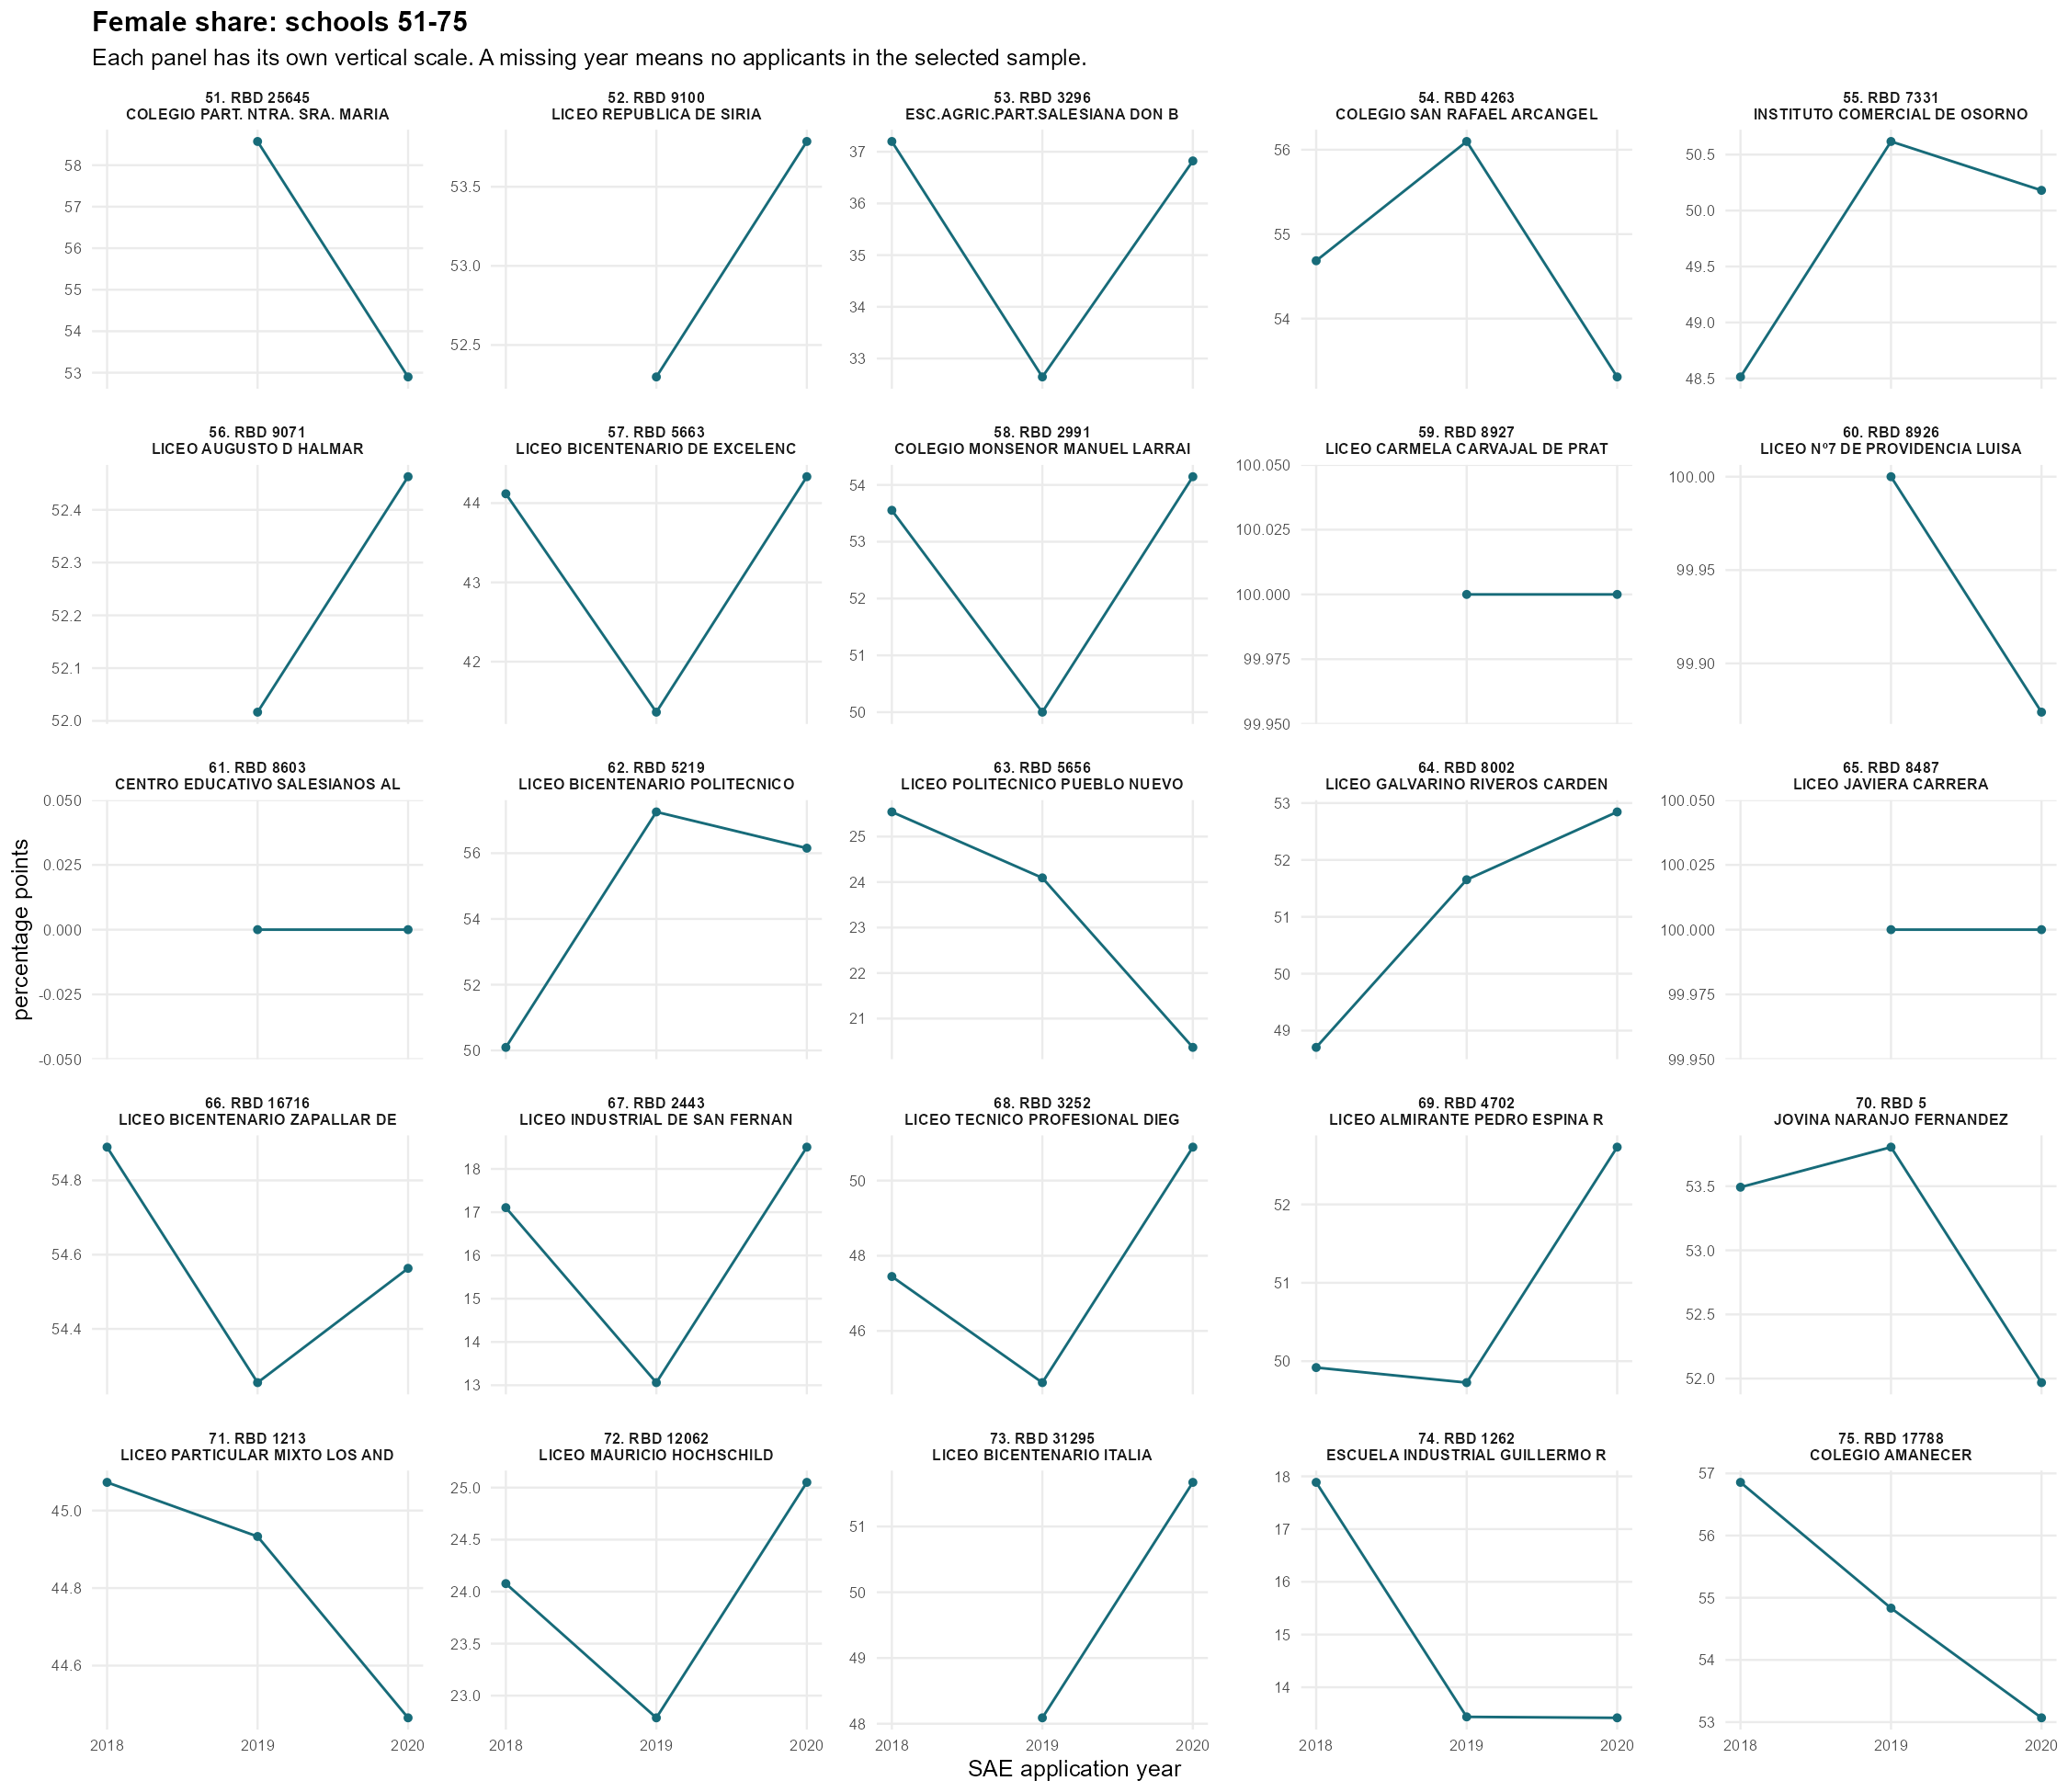 Female share: schools 51-75
Each panel has its own vertical scale. A missing year means no applicants in the selected sample.
51. RBD 25645
COLEGIO PART. NTRA. SRA. MARIA
52. RBD 9100
LICEO REPUBLICA DE SIRIA
53. RBD 3296
ESC.AGRIC.PART.SALESIANA DON B
54. RBD 4263
COLEGIO SAN RAFAEL ARCANGEL
55. RBD 7331
INSTITUTO COMERCIAL DE OSORNO
58
57
56
55
54
53
53.5
53.0
52.5
37
36
35
34
33
56
55
54
50.5
50.0
49.5
49.0
48.5
56. RBD 9071
LICEO AUGUSTO D HALMAR
57. RBD 5663
LICEO BICENTENARIO DE EXCELENC
58. RBD 2991
COLEGIO MONSENOR MANUEL LARRAI
59. RBD 8927
LICEO CARMELA CARVAJAL DE PRAT
60. RBD 8926
LICEO Nº7 DE PROVIDENCIA LUISA
52.4
52.3
52.2
52.1
52.0
44
43
42
54
53
52
51
50
100.050
100.025
100.000
99.975
99.950
100.00
99.95
99.90
61. RBD 8603
CENTRO EDUCATIVO SALESIANOS AL
62. RBD 5219
LICEO BICENTENARIO POLITECNICO
63. RBD 5656
LICEO POLITECNICO PUEBLO NUEVO
64. RBD 8002
LICEO GALVARINO RIVEROS CARDEN
65. RBD 8487
LICEO JAVIERA CARRERA
percentage points
0.050
0.025
0.000
-0.025
-0.050
56
54
52
50
25
24
23
22
21
53
52
51
50
49
100.050
100.025
100.000
99.975
99.950
66. RBD 16716
LICEO BICENTENARIO ZAPALLAR DE
67. RBD 2443
LICEO INDUSTRIAL DE SAN FERNAN
68. RBD 3252
LICEO TECNICO PROFESIONAL DIEG
69. RBD 4702
LICEO ALMIRANTE PEDRO ESPINA R
70. RBD 5
JOVINA NARANJO FERNANDEZ
54.8
54.6
54.4
18
17
16
15
14
13
50
48
46
52
51
50
53.5
53.0
52.5
52.0
71. RBD 1213
LICEO PARTICULAR MIXTO LOS AND
72. RBD 12062
LICEO MAURICIO HOCHSCHILD
73. RBD 31295
LICEO BICENTENARIO ITALIA
74. RBD 1262
ESCUELA INDUSTRIAL GUILLERMO R
75. RBD 17788
COLEGIO AMANECER
45.0
44.8
44.6
25.0
24.5
24.0
23.5
23.0
51
50
49
48
18
17
16
15
14
57
56
55
54
53
2018 2019 2020
2018 2019 2020
2018 2019 2020
2018 2019 2020
2018 2019 2020
SAE application year